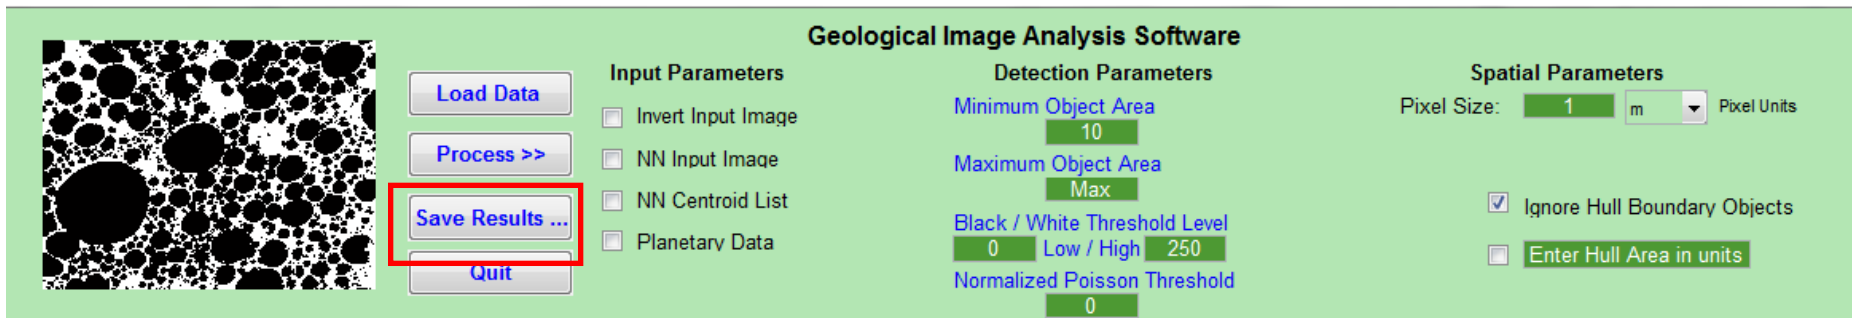 Geological Image Analysis Software
Load Data
Process >>
Save Results ...
Quit
Input Parameters
Invert Input Image
NN Input Image
NN Centroid List
Planetary Data
Detection Parameters
Minimum Object Area
10
Maximum Object Area
Max
Black / White Threshold Level
0 Low / High 250
Normalized Poisson Threshold
0
Spatial Parameters
Pixel Size: 1 m Pixel Units
Ignore Hull Boundary Objects
Enter Hull Area in units